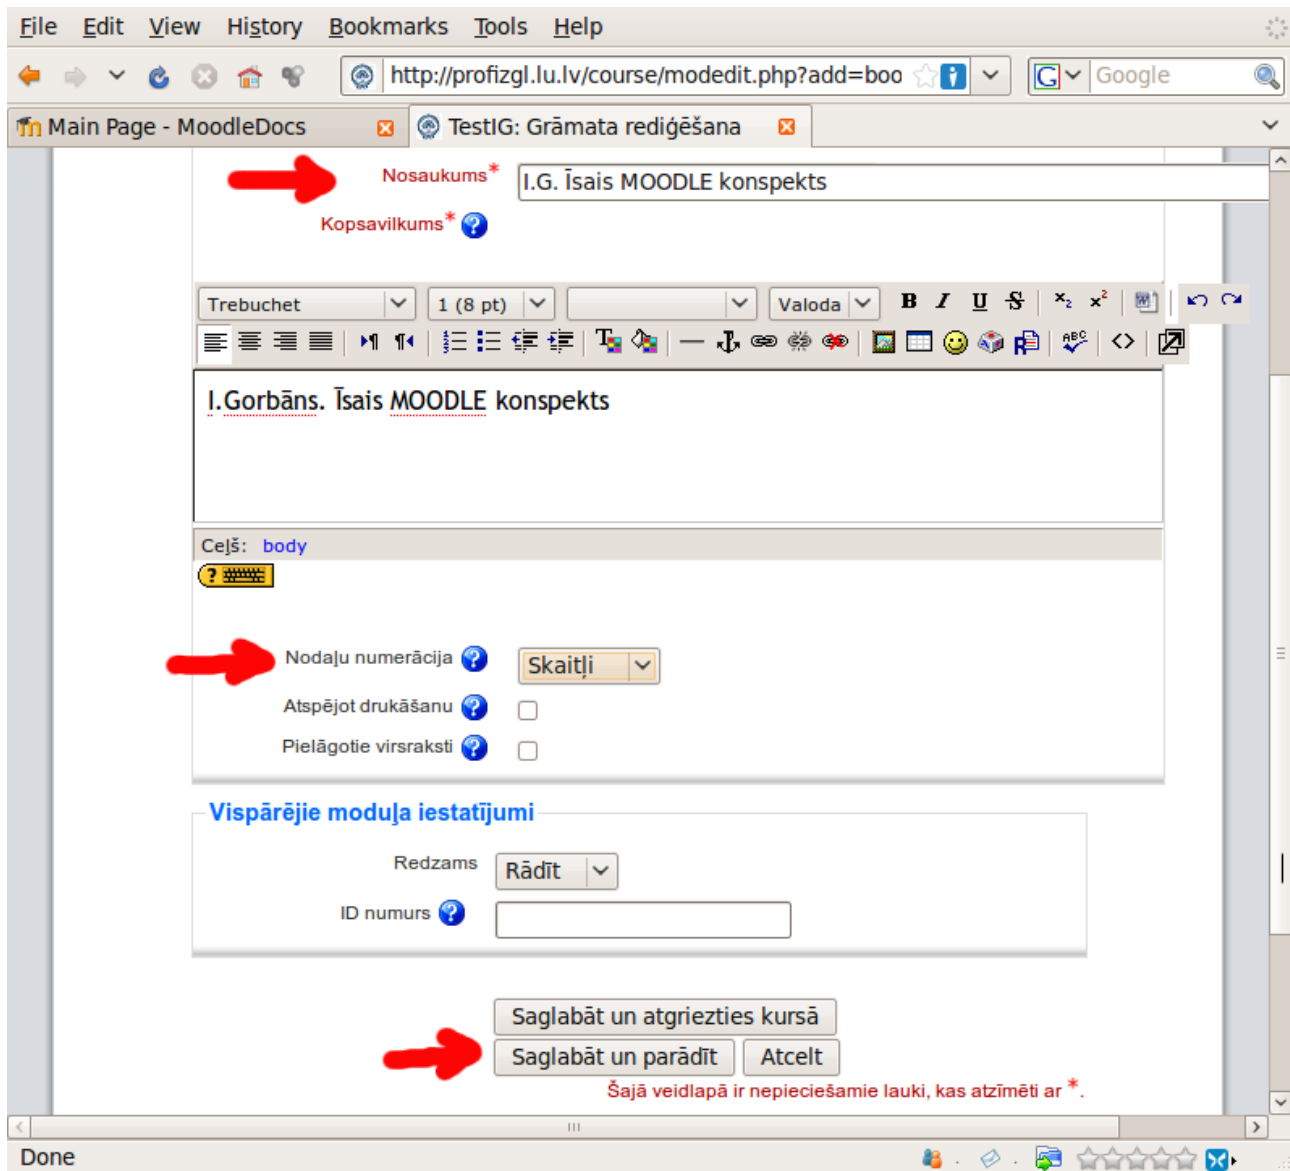 File Edit View History Bookmarks Tools Help
http://profizgl.lu.lv/course/modedit.php?add=boo Google
Main Page - MoodleDocs TestIG: Grāmata rediģēšana
Nosaukums* I.G. Īsais MOODLE konspekts
Kopsavilkums* ?
Trebuchet 1 (8 pt) Valoda B I U S x₂ x²
ABC <>
I.Gorbāns. Īsais MOODLE konspekts
Ceļš: body
?
Nodaļu numerācija ? Skaitļi
Atspējot drukāšanu ?
Pielāgotie virsraksti ?
Vispārējie moduļa iestatījumi
Redzams Rādīt
ID numurs ?
Saglabāt un atgriezties kursā
Saglabāt un parādīt Atcelt
Šajā veidlapā ir nepieciešamie lauki, kas atzīmēti ar *.
Done